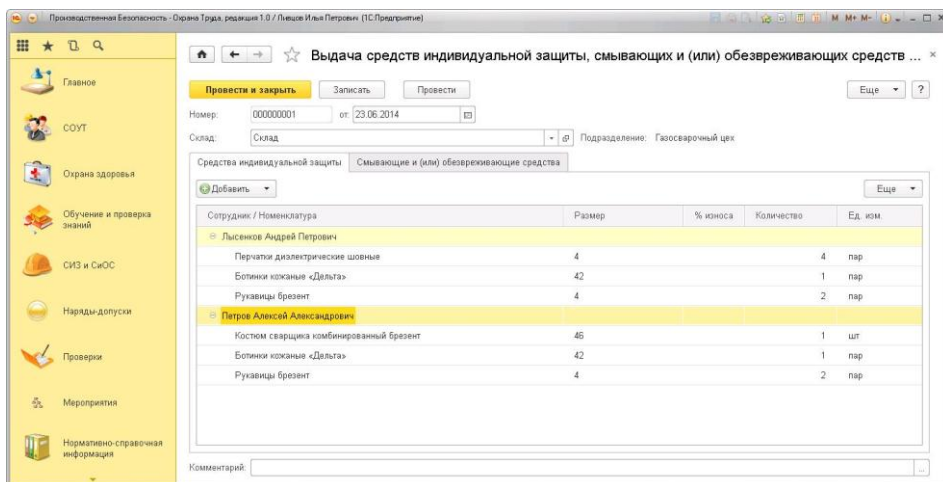 Производственная Безопасность - Охрана Труда, редакция 1.0 / Пивцов Илья Петрович (1С:Предприятие)
M M+ M-
Главное
СОУТ
Охрана здоровья
Обучение и проверка
знаний
СИЗ и СиОС
Наряды-допуски
Проверки
Мероприятия
Нормативно-справочная
информация
Выдача средств индивидуальной защиты, смывающих и (или) обезвреживающих средств ...
Провести и закрыть Записать Провести Еще ?
Номер: 000000001 от: 23.06.2014
Склад: Склад Подразделение: Газосварочный цех
Средства индивидуальной защиты Смывающие и (или) обезвреживающие средства
Добавить Еще
Сотрудник / Номенклатура Размер % износа Количество Ед. изм.
Лысенков Андрей Петрович
Перчатки диэлектрические шовные 4 4 пар
Ботинки кожаные «Дельта» 42 1 пар
Рукавицы брезент 4 2 пар
Петров Алексей Александрович
Костюм сварщика комбинированный брезент 46 1 шт
Ботинки кожаные «Дельта» 42 1 пар
Рукавицы брезент 4 2 пар
Комментарий: ...